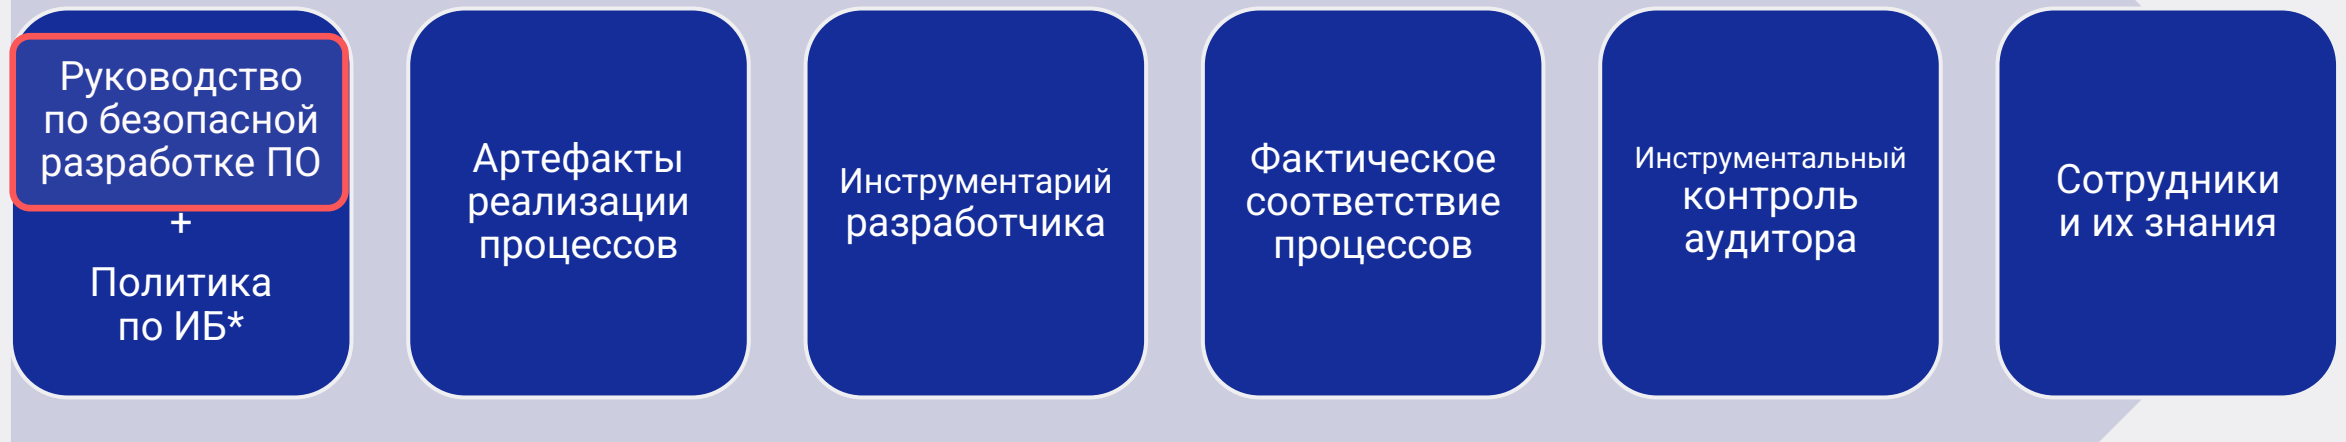 Руководство
по безопасной
разработке ПО
+
Политика
по ИБ*
Артефакты
реализации
процессов
Инструментарий
разработчика
Фактическое
соответствие
процессов
Инструментальный
контроль
аудитора
Сотрудники
и их знания